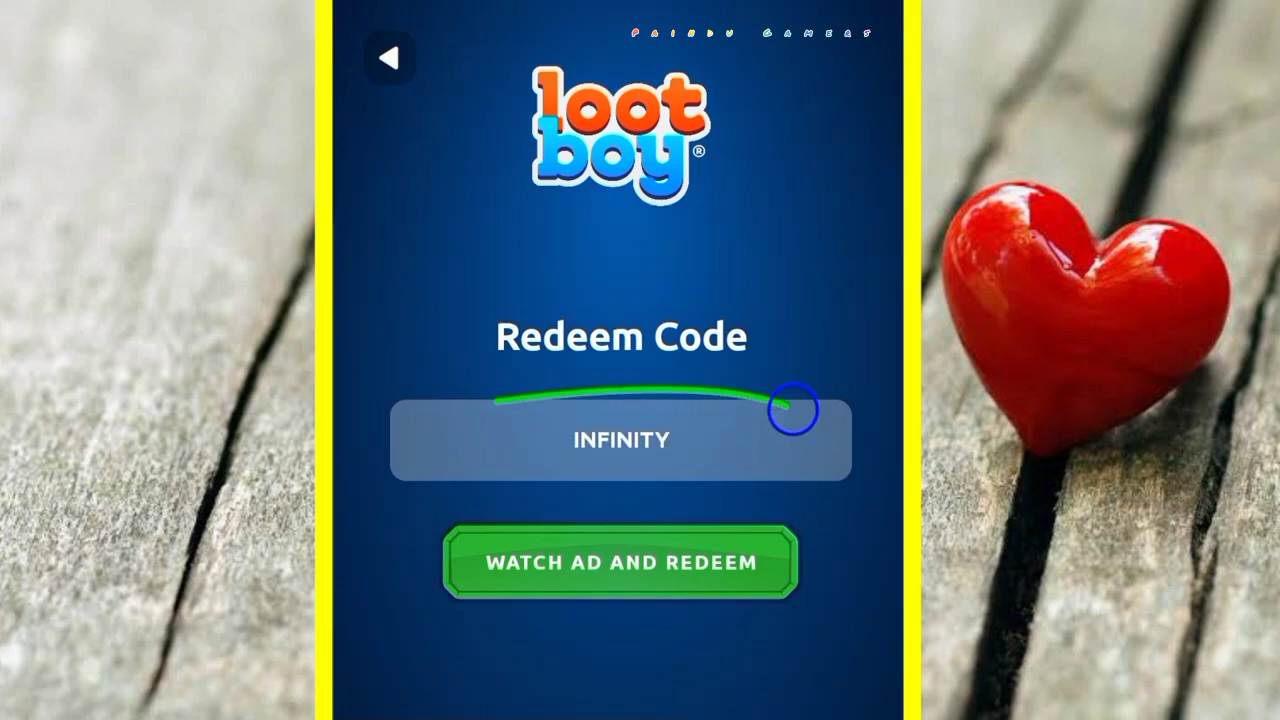 Paindu Gamers
loot
boy®
Redeem Code
INFINITY
WATCH AD AND REDEEM